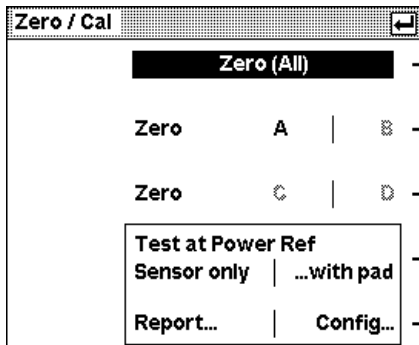 Zero / Cal
Zero (All)
Zero A | B
Zero C | D
Test at Power Ref
Sensor only | ...with pad
Report... | Config...